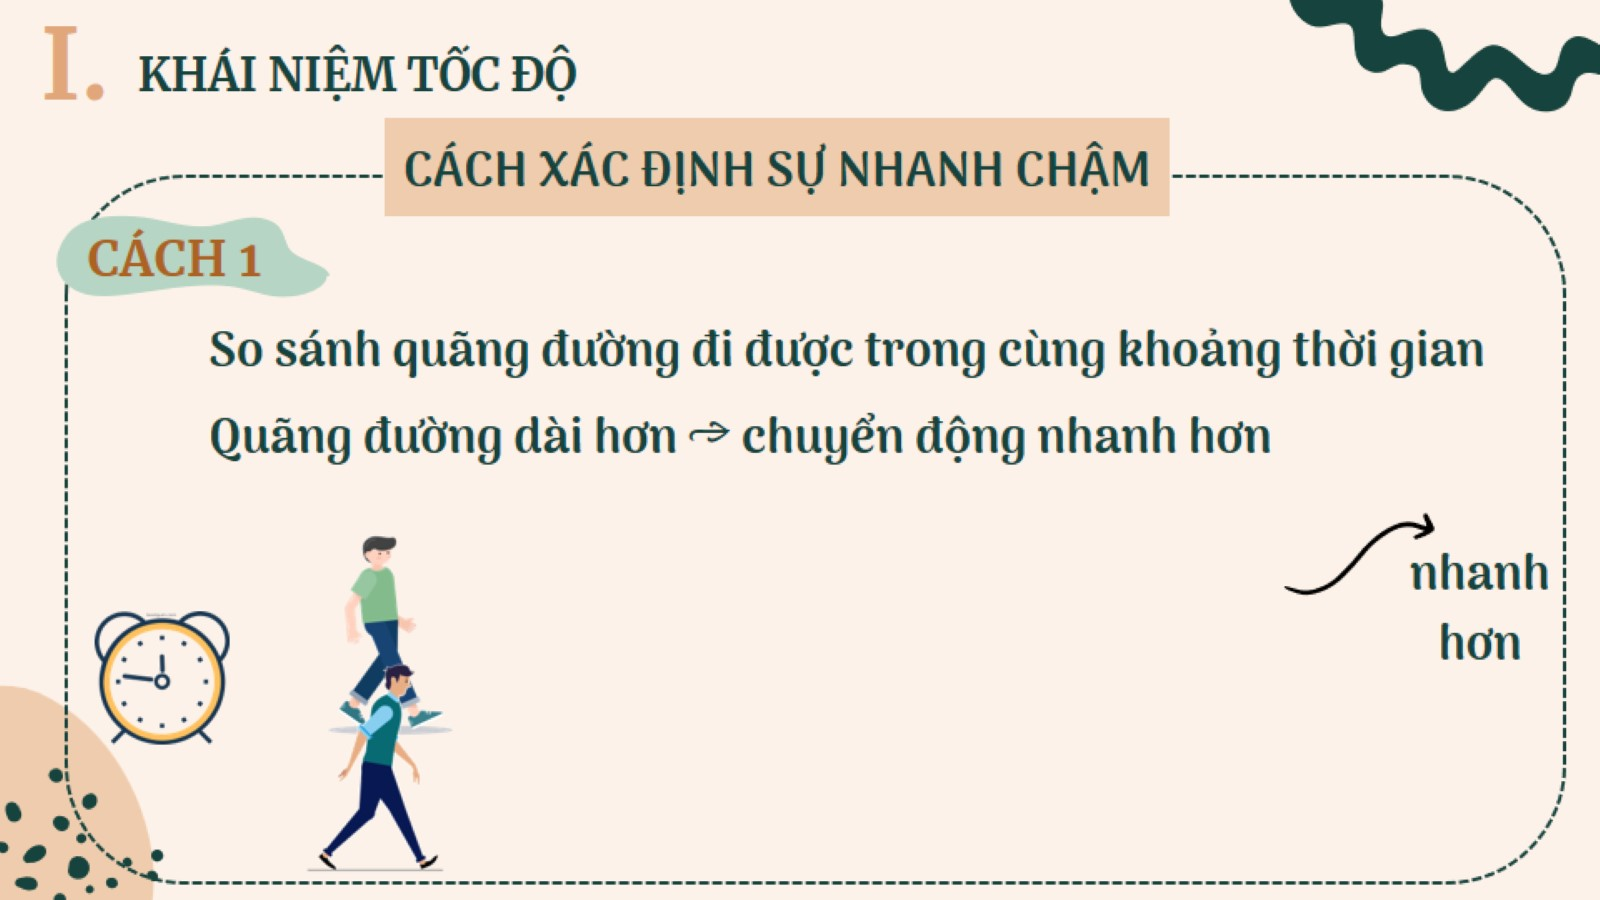 I. KHÁI NIỆM TỐC ĐỘ
CÁCH XÁC ĐỊNH SỰ NHANH CHẬM
CÁCH 1
So sánh quãng đường đi được trong cùng khoảng thời gian
Quãng đường dài hơn → chuyển động nhanh hơn
nhanh
hơn